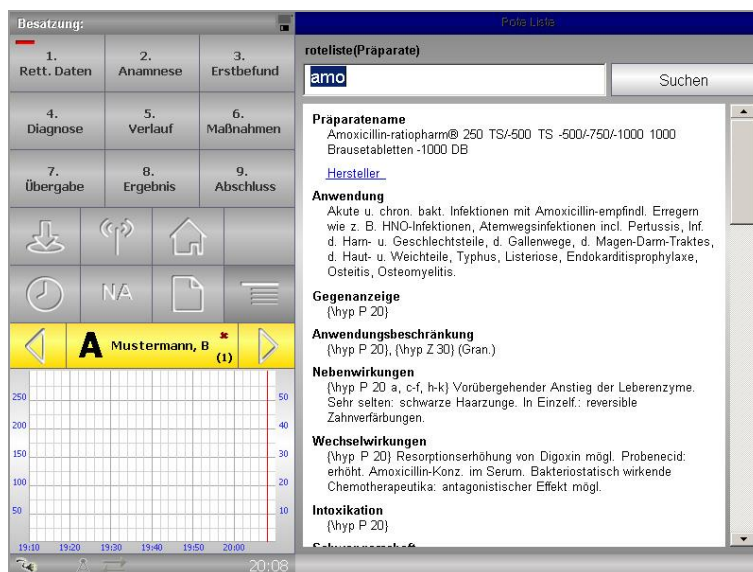 Besatzung:
1.
Rett. Daten
2.
Anamnese
3.
Erstbefund
4.
Diagnose
5.
Verlauf
6.
Maßnahmen
7.
Übergabe
8.
Ergebnis
9.
Abschluss
NA
A Mustermann, B
(1)
250
200
150
100
50
50
40
30
20
10
19:10 19:20 19:30 19:40 19:50 20:00
20:08
Rote Liste
roteliste(Präparate)
amo
Suchen
Präparatename
Amoxicillin-ratiopharm® 250 TS/-500 TS -500/-750/-1000 1000
Brausetabletten -1000 DB
Hersteller
Anwendung
Akute u. chron. bakt. Infektionen mit Amoxicillin-empfindl. Erregern
wie z. B. HNO-Infektionen, Atemwegsinfektionen incl. Pertussis, Inf.
d. Harn- u. Geschlechtsteile, d. Gallenwege, d. Magen-Darm-Traktes,
d. Haut- u. Weichteile, Typhus, Listeriose, Endokarditisprophylaxe,
Osteitis, Osteomyelitis.
Gegenanzeige
{\hyp P 20}
Anwendungsbeschränkung
{\hyp P 20}, {\hyp Z 30} (Gran.)
Nebenwirkungen
{\hyp P 20 a, c-f, h-k} Vorübergehender Anstieg der Leberenzyme.
Sehr selten: schwarze Haarzunge. In Einzelf.: reversible
Zahnverfärbungen.
Wechselwirkungen
{\hyp P 20} Resorptionserhöhung von Digoxin mögl. Probenecid:
erhöht. Amoxicillin-Konz. im Serum. Bakteriostatisch wirkende
Chemotherapeutika: antagonistischer Effekt mögl.
Intoxikation
{\hyp P 20}